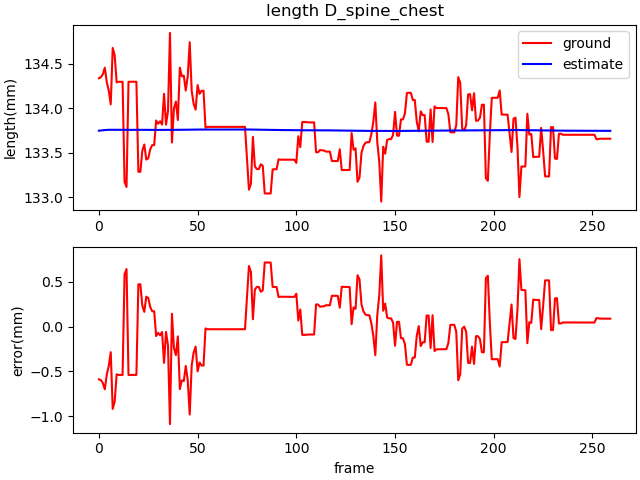 length D_spine_chest
length(mm)
134.5
134.0
133.5
133.0
ground
estimate
0 50 100 150 200 250
error(mm)
0.5
0.0
−0.5
−1.0
0 50 100 150 200 250
frame